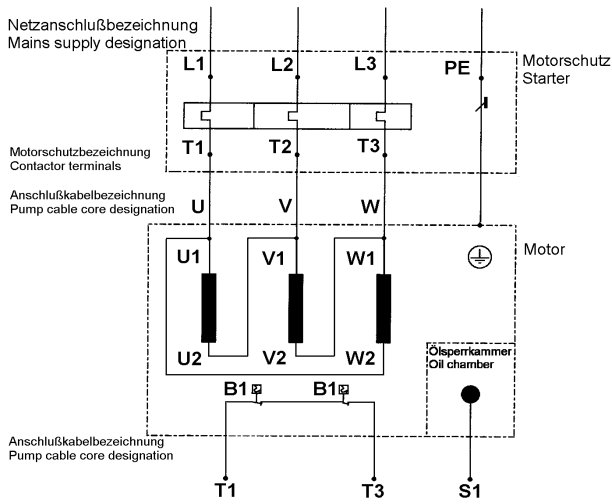 Netzanschlußbezeichnung
Mains supply designation
L1 L2 L3 PE
Motorschutz
Starter
T1 T2 T3
Motorschutzbezeichnung
Contactor terminals
Anschlußkabelbezeichnung
Pump cable core designation
U V W
U1 V1 W1
Motor
U2 V2 W2
Ölsperrkammer
Oil chamber
B1 B1
Anschlußkabelbezeichnung
Pump cable core designation
T1 T3 S1